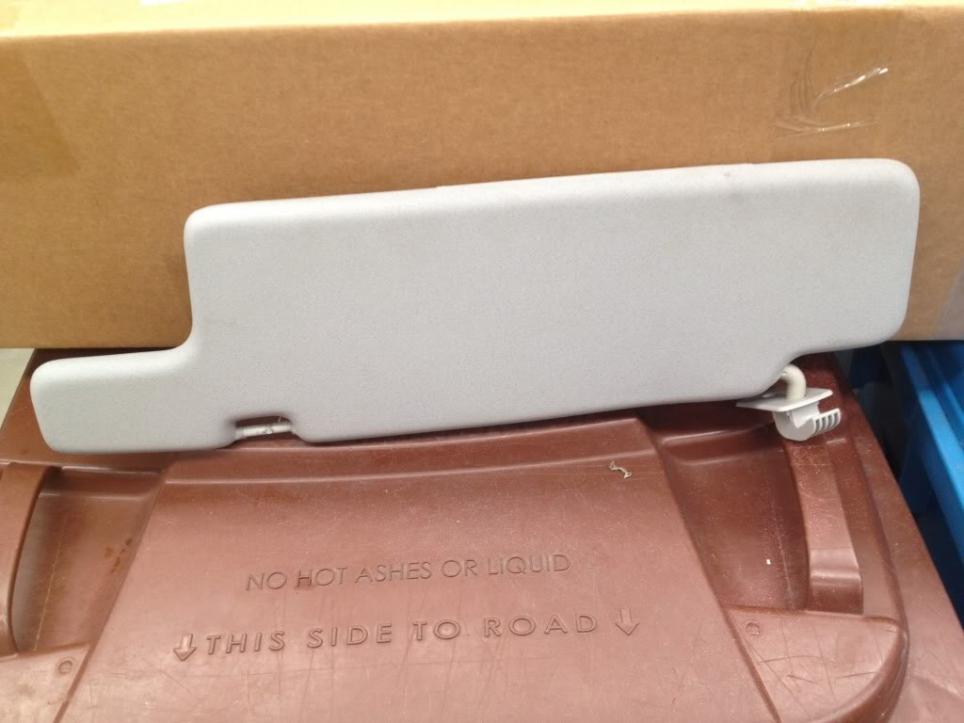 NO HOT ASHES OR LIQUID
↓ THIS SIDE TO ROAD ↓